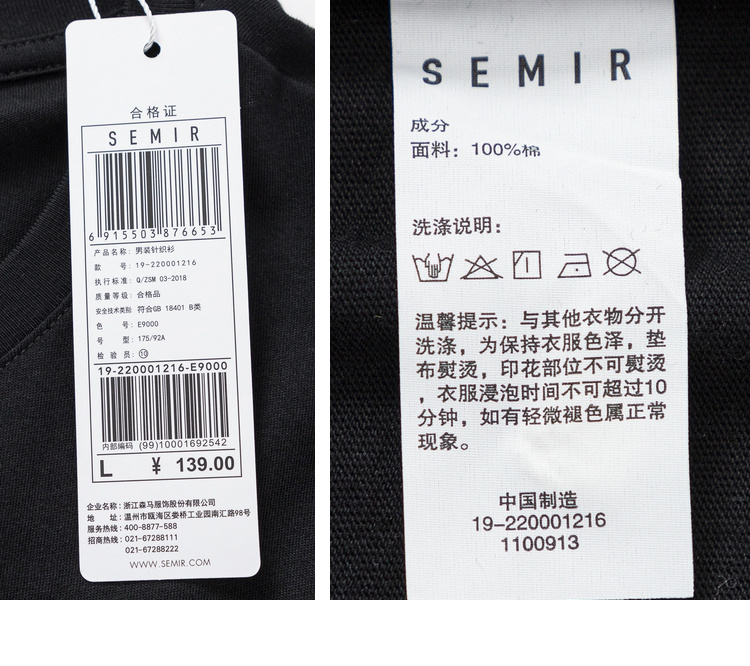 合格证
SEMIR
6 915503 876653
产品名称: 男装针织衫
款 号: 19-220001216
执行标准: Q/ZSM 03-2018
质量等级: 合格品
安全技术类别: 符合GB 18401 B类
色 号: E9000
号 型: 175/92A
检 验 员: ⑩
19-220001216-E9000
内部编码 (99)10001692542
L ¥ 139.00
企业名称: 浙江森马服饰股份有限公司
地 址: 温州市瓯海区娄桥工业园南汇路98号
服务热线: 400-8877-588
招商热线: 021-67288111
021-67288222
WWW.SEMIR.COM
SEMIR
成分
面料: 100%棉
洗涤说明:
温馨提示: 与其他衣物分开
洗涤，为保持衣服色泽，垫
布熨烫，印花部位不可熨烫
，衣服浸泡时间不可超过10
分钟，如有轻微褪色属正常
现象。
中国制造
19-220001216
1100913